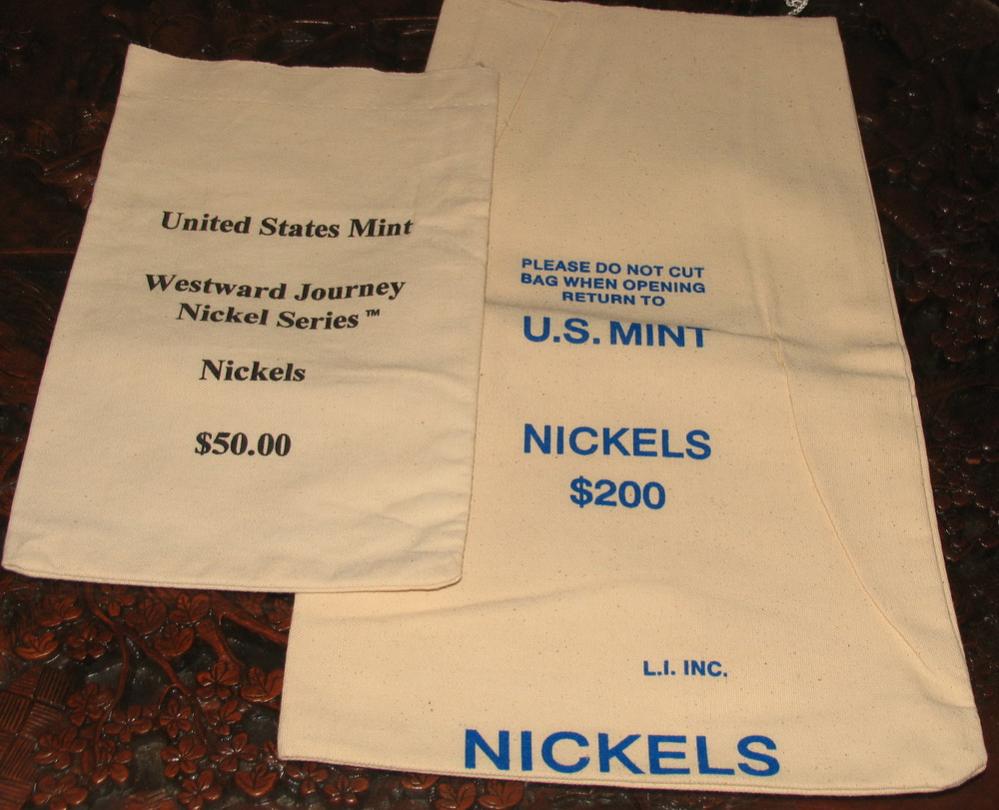 United States Mint
Westward Journey
Nickel Series™
Nickels
$50.00
PLEASE DO NOT CUT
BAG WHEN OPENING
RETURN TO
U.S. MINT
NICKELS
$200
L.I. INC.
NICKELS